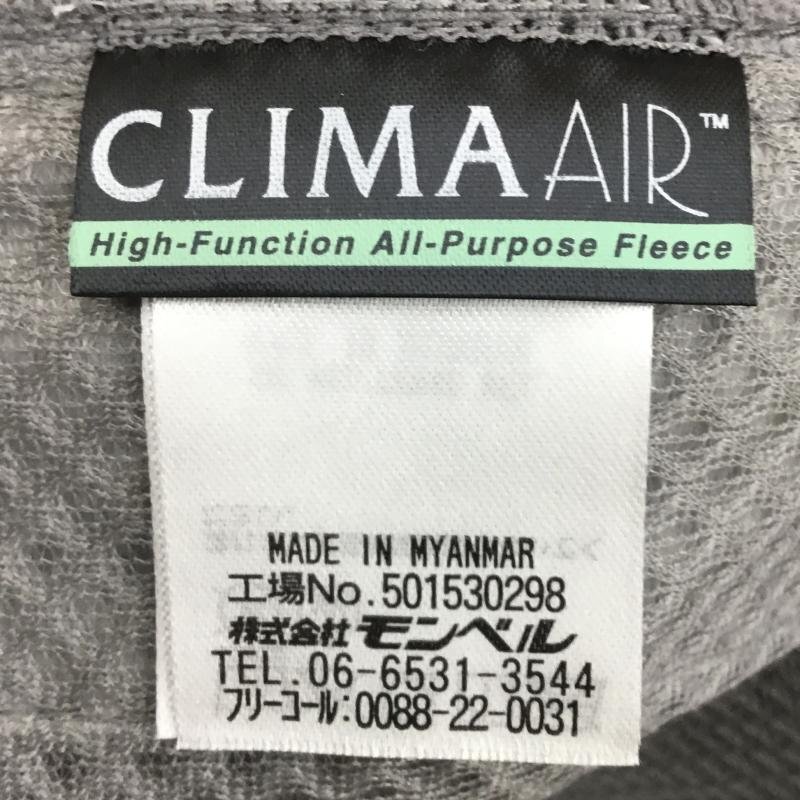 CLIMA AIR™
High-Function All-Purpose Fleece
MADE IN MYANMAR
工場No.501530298
株式会社 モンベル
TEL.06-6531-3544
フリーコール:0088-22-0031